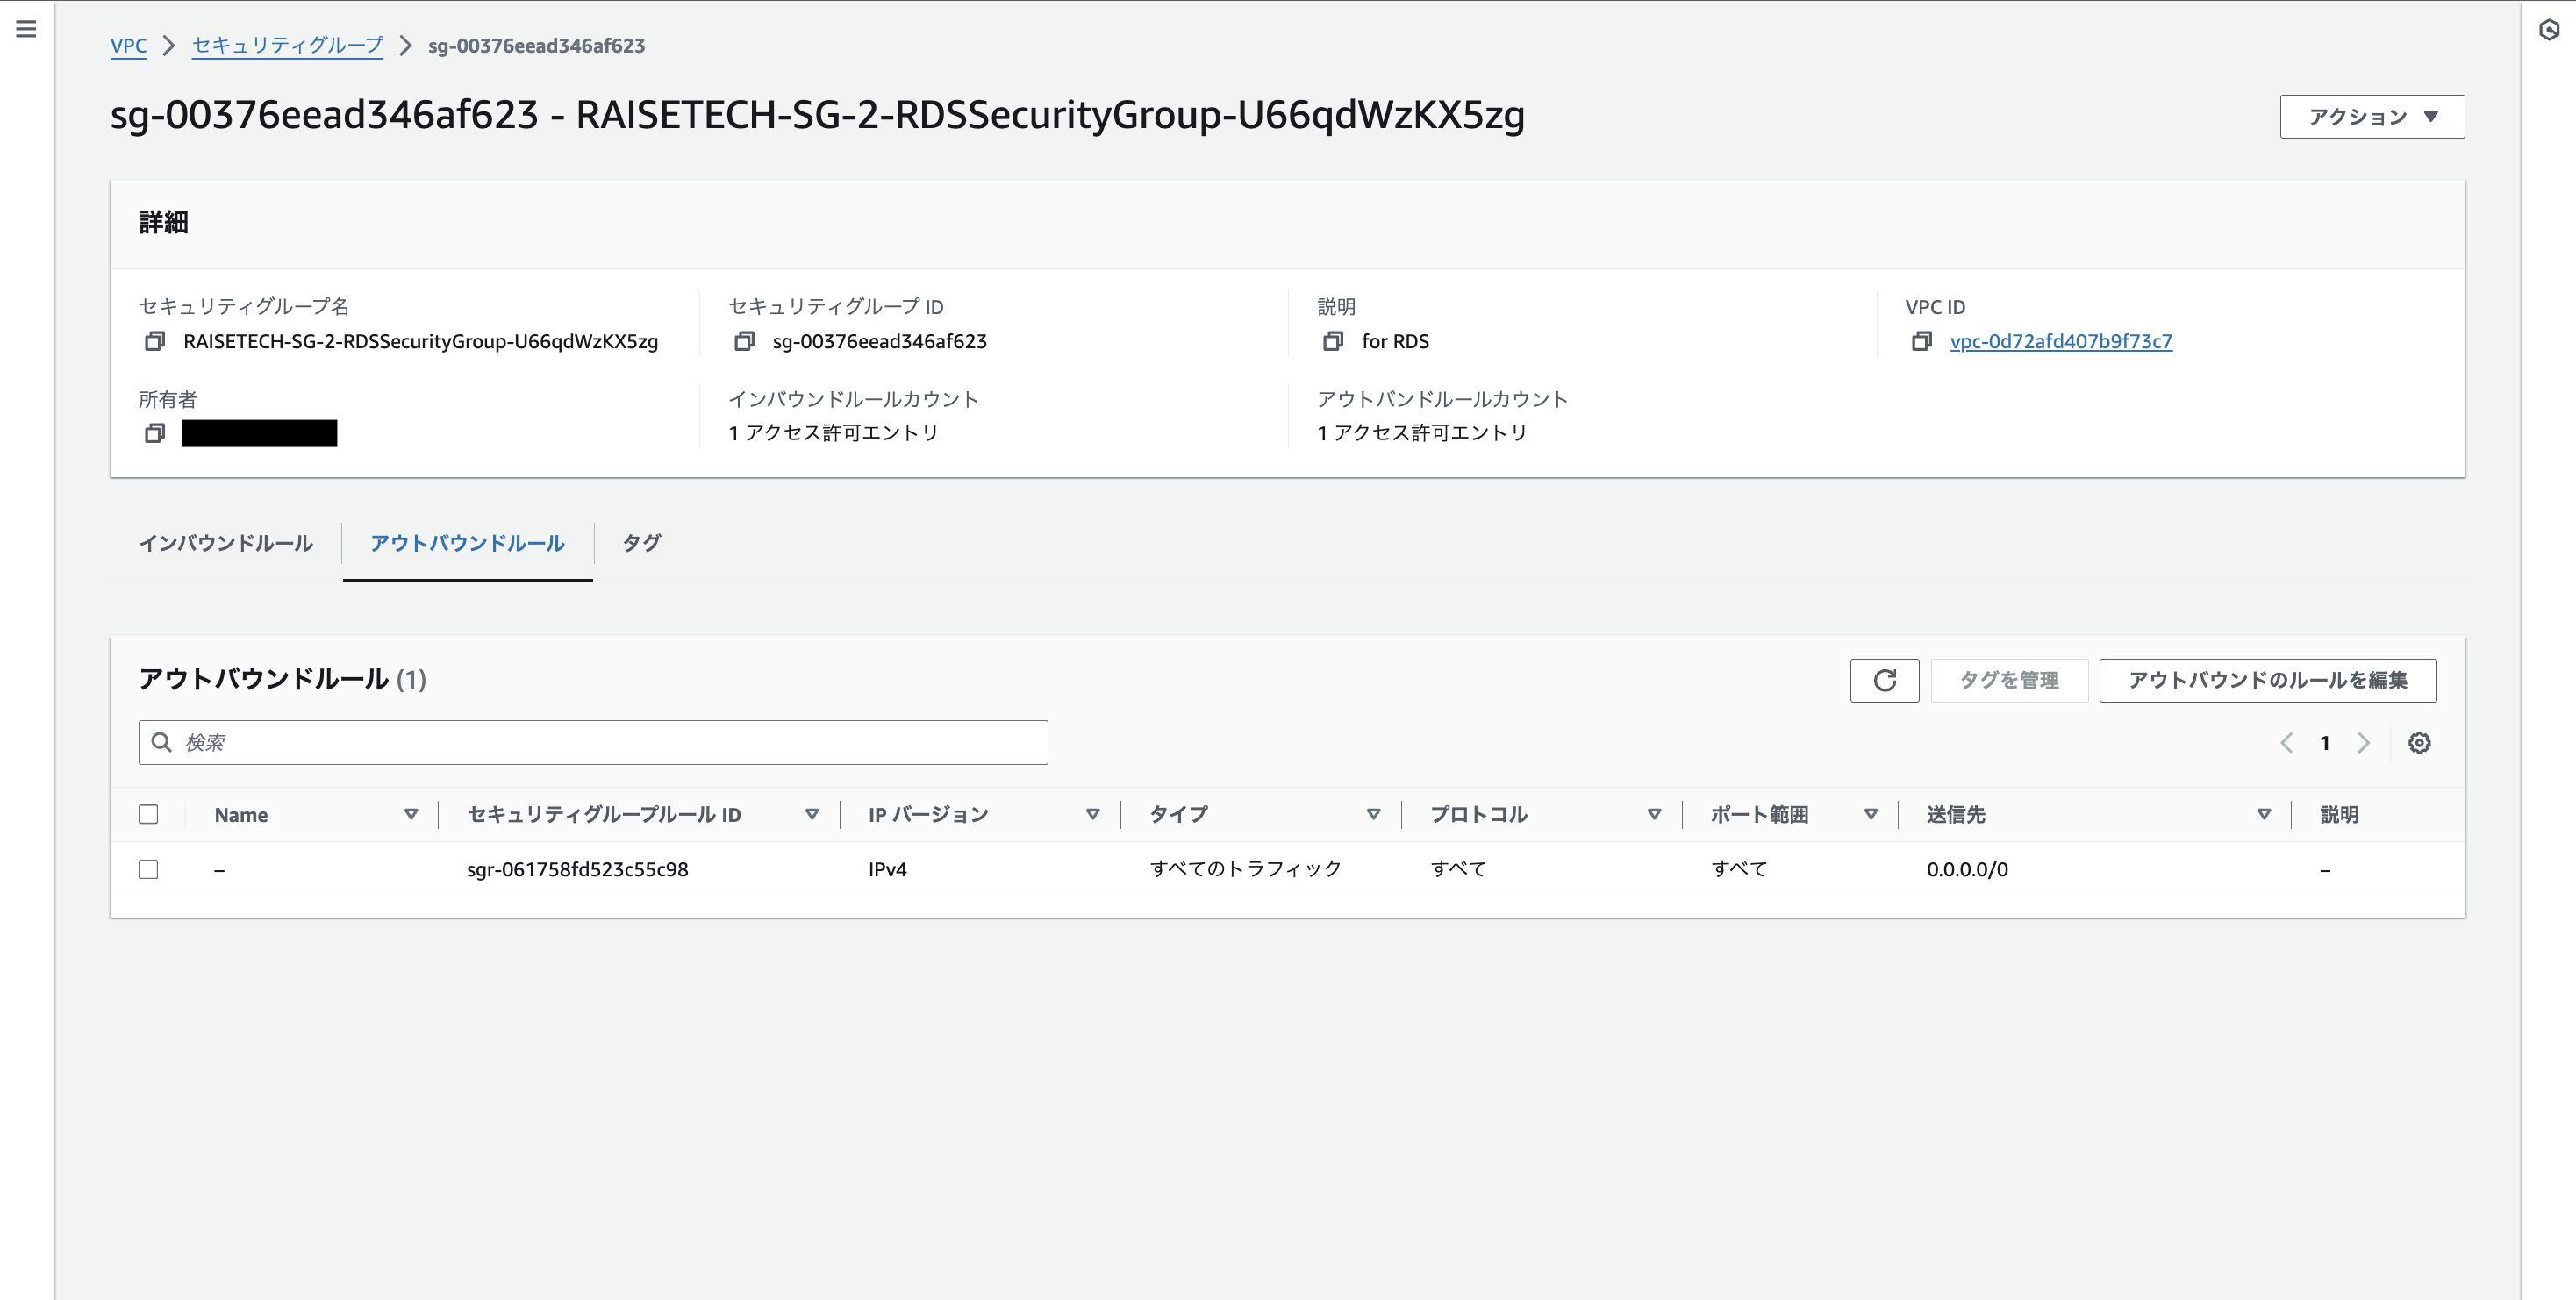 VPC > セキュリティグループ > sg-00376eead346af623
sg-00376eead346af623 - RAISETECH-SG-2-RDSSecurityGroup-U66qdWzKX5zg
アクション
詳細
セキュリティグループ名
RAISETECH-SG-2-RDSSecurityGroup-U66qdWzKX5zg
セキュリティグループ ID
sg-00376eead346af623
説明
for RDS
VPC ID
vpc-0d72afd407b9f73c7
所有者
インバウンドルールカウント
1 アクセス許可エントリ
アウトバンドルールカウント
1 アクセス許可エントリ
インバウンドルール
アウトバウンドルール
タグ
アウトバウンドルール (1)
タグを管理
アウトバウンドのルールを編集
検索
1
Name セキュリティグループルール ID IP バージョン タイプ プロトコル ポート範囲 送信先 説明
– sgr-061758fd523c55c98 IPv4 すべてのトラフィック すべて すべて 0.0.0.0/0 –